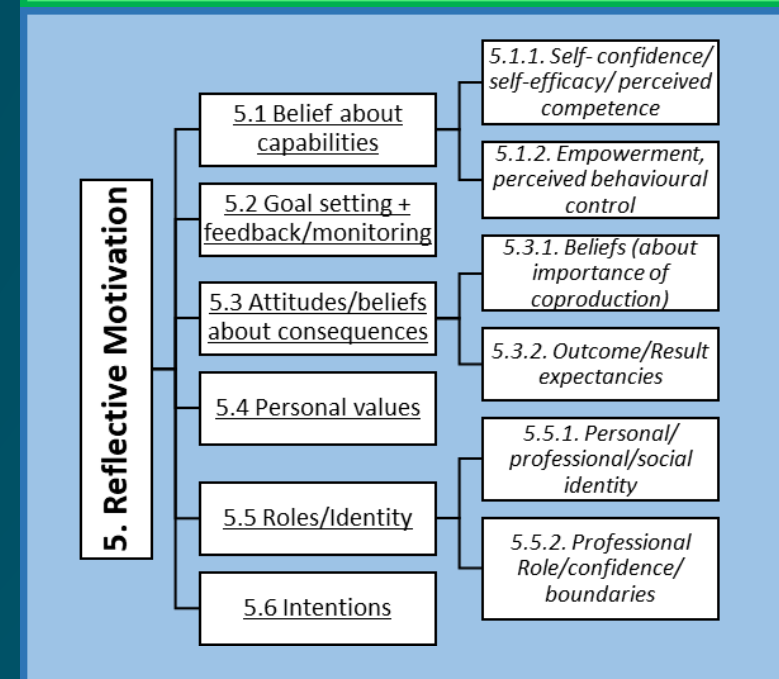 5. Reflective Motivation
5.1 Belief about
capabilities
5.1.1. Self- confidence/
self-efficacy/ perceived
competence
5.1.2. Empowerment,
perceived behavioural
control
5.2 Goal setting +
feedback/monitoring
5.3 Attitudes/beliefs
about consequences
5.3.1. Beliefs (about
importance of
coproduction)
5.3.2. Outcome/Result
expectancies
5.4 Personal values
5.5 Roles/Identity
5.5.1. Personal/
professional/social
identity
5.5.2. Professional
Role/confidence/
boundaries
5.6 Intentions